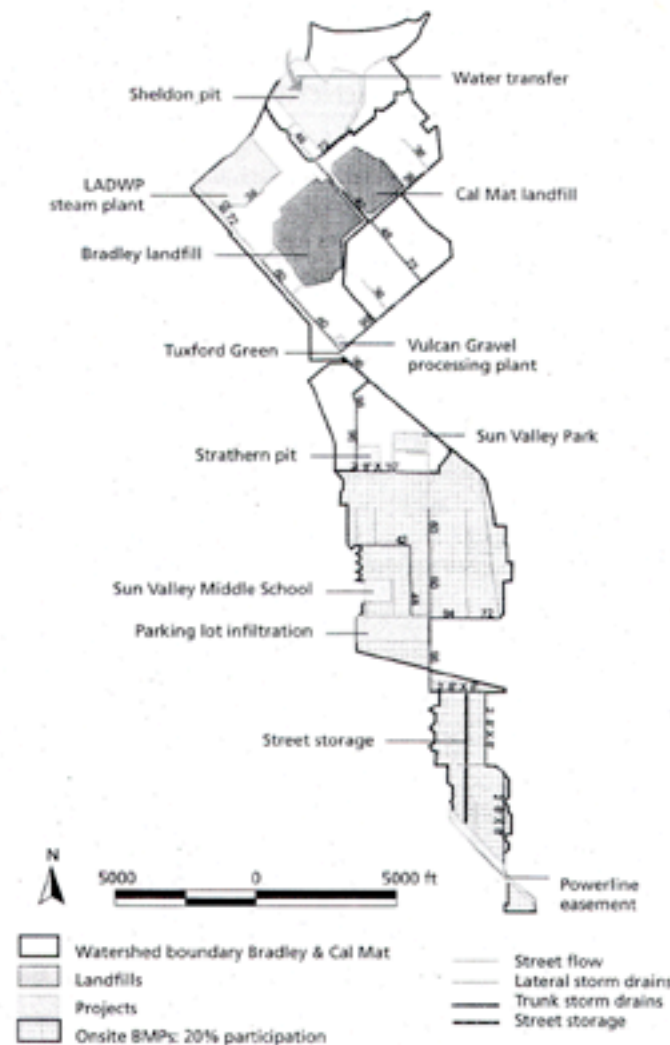 Water transfer
Sheldon pit
LADWP
steam plant
Cal Mat landfill
Bradley landfill
Tuxford Green
Vulcan Gravel
processing plant
Sun Valley Park
Strathern pit
Sun Valley Middle School
Parking lot infiltration
Street storage
Powerline
easement
N
5000 0 5000 ft
Watershed boundary Bradley & Cal Mat
Landfills
Projects
Onsite BMPs: 20% participation
Street flow
Lateral storm drains
Trunk storm drains
Street storage